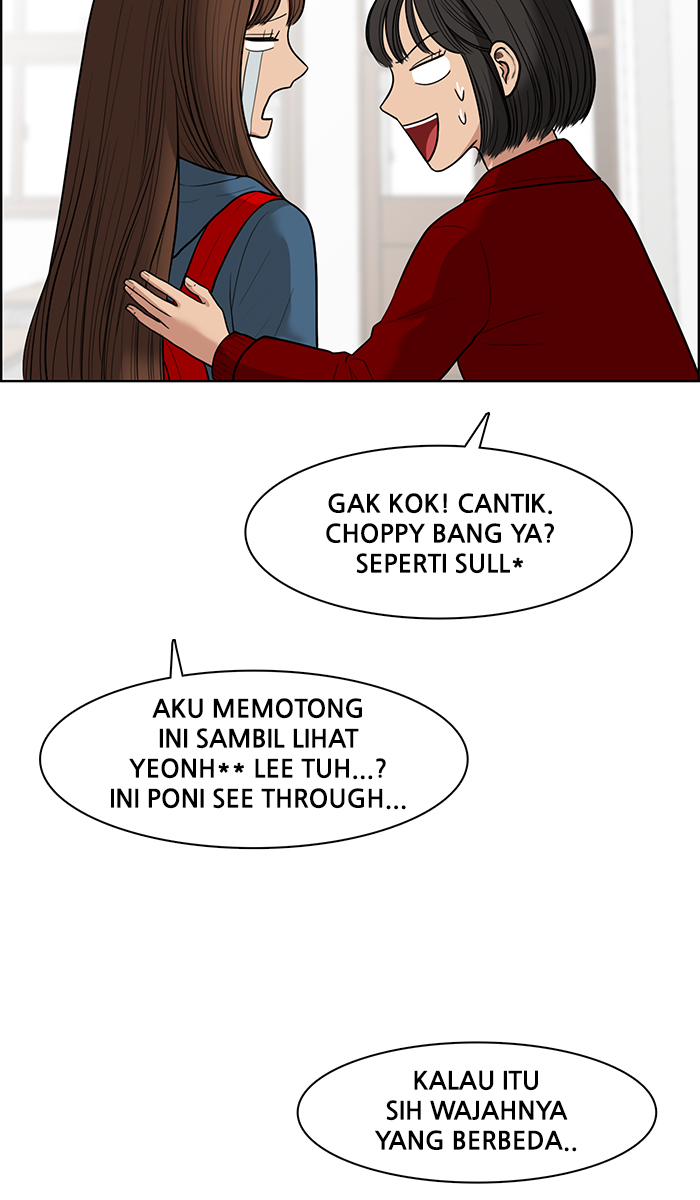 GAK KOK! CANTIK.
CHOPPY BANG YA?
SEPERTI SULL*
AKU MEMOTONG
INI SAMBIL LIHAT
YEONH** LEE TUH...?
INI PONI SEE THROUGH...
KALAU ITU
SIH WAJAHNYA
YANG BERBEDA..